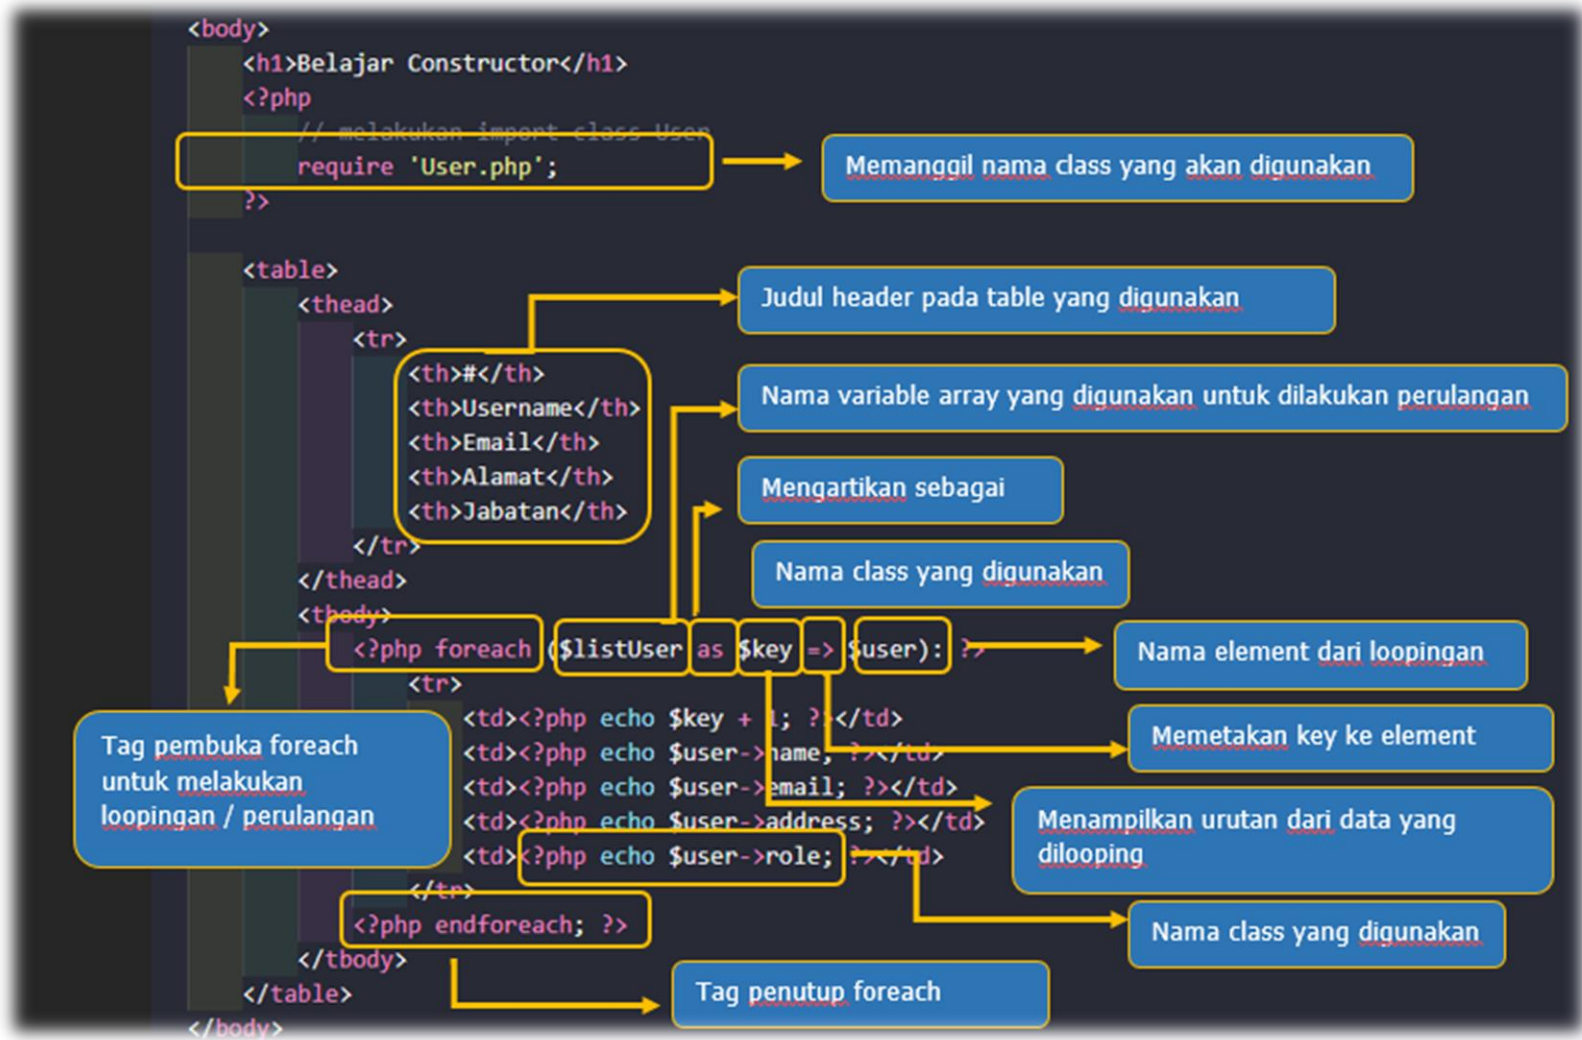 <body>
<h1>Belajar Constructor</h1>
<?php
// melakukan import class User
require 'User.php';
Memanggil nama class yang akan digunakan
?>
<table>
<thead>
Judul header pada table yang digunakan
<tr>
<th>#</th>
<th>Username</th>
Nama variable array yang digunakan untuk dilakukan perulangan
<th>Email</th>
<th>Alamat</th>
Mengartikan sebagai
<th>Jabatan</th>
</tr>
Nama class yang digunakan
</thead>
<tbody>
<?php foreach ($listUser as $key => $user): ?>
Nama element dari loopingan
<tr>
<td><?php echo $key + 1; ?></td>
Memetakan key ke element
<td><?php echo $user->name; ?></td>
<td><?php echo $user->email; ?></td>
<td><?php echo $user->address; ?></td>
<td><?php echo $user->role; ?></td>
Tag pembuka foreach
untuk melakukan
loopingan / perulangan
Menampilkan urutan dari data yang
dilooping
</tr>
<?php endforeach; ?>
Nama class yang digunakan
</tbody>
</table>
Tag penutup foreach
</body>